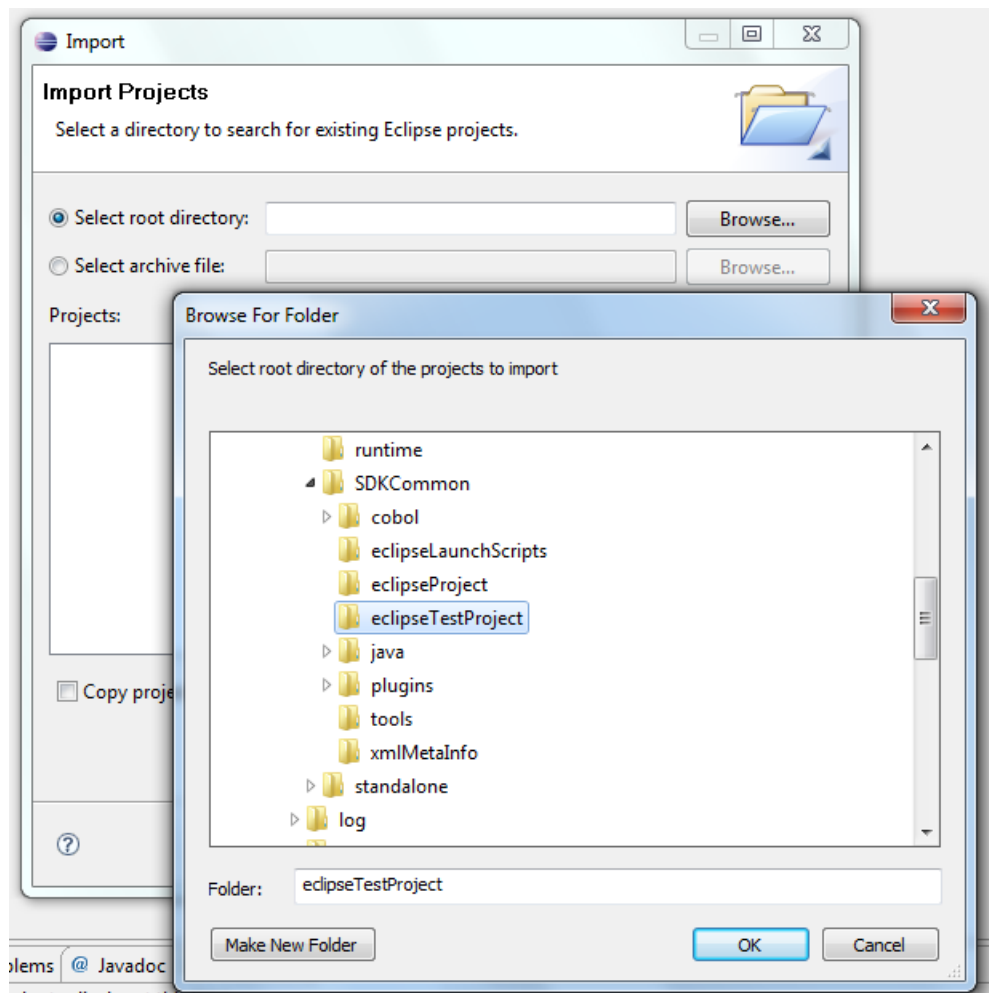 Import
Import Projects
Select a directory to search for existing Eclipse projects.
Select root directory:
Browse...
Select archive file:
Browse...
Projects:
Browse For Folder
Select root directory of the projects to import
runtime
SDKCommon
cobol
eclipseLaunchScripts
eclipseProject
eclipseTestProject
java
plugins
tools
xmlMetaInfo
standalone
log
Copy proje
Folder: eclipseTestProject
Make New Folder
OK
Cancel
blems @ Javadoc